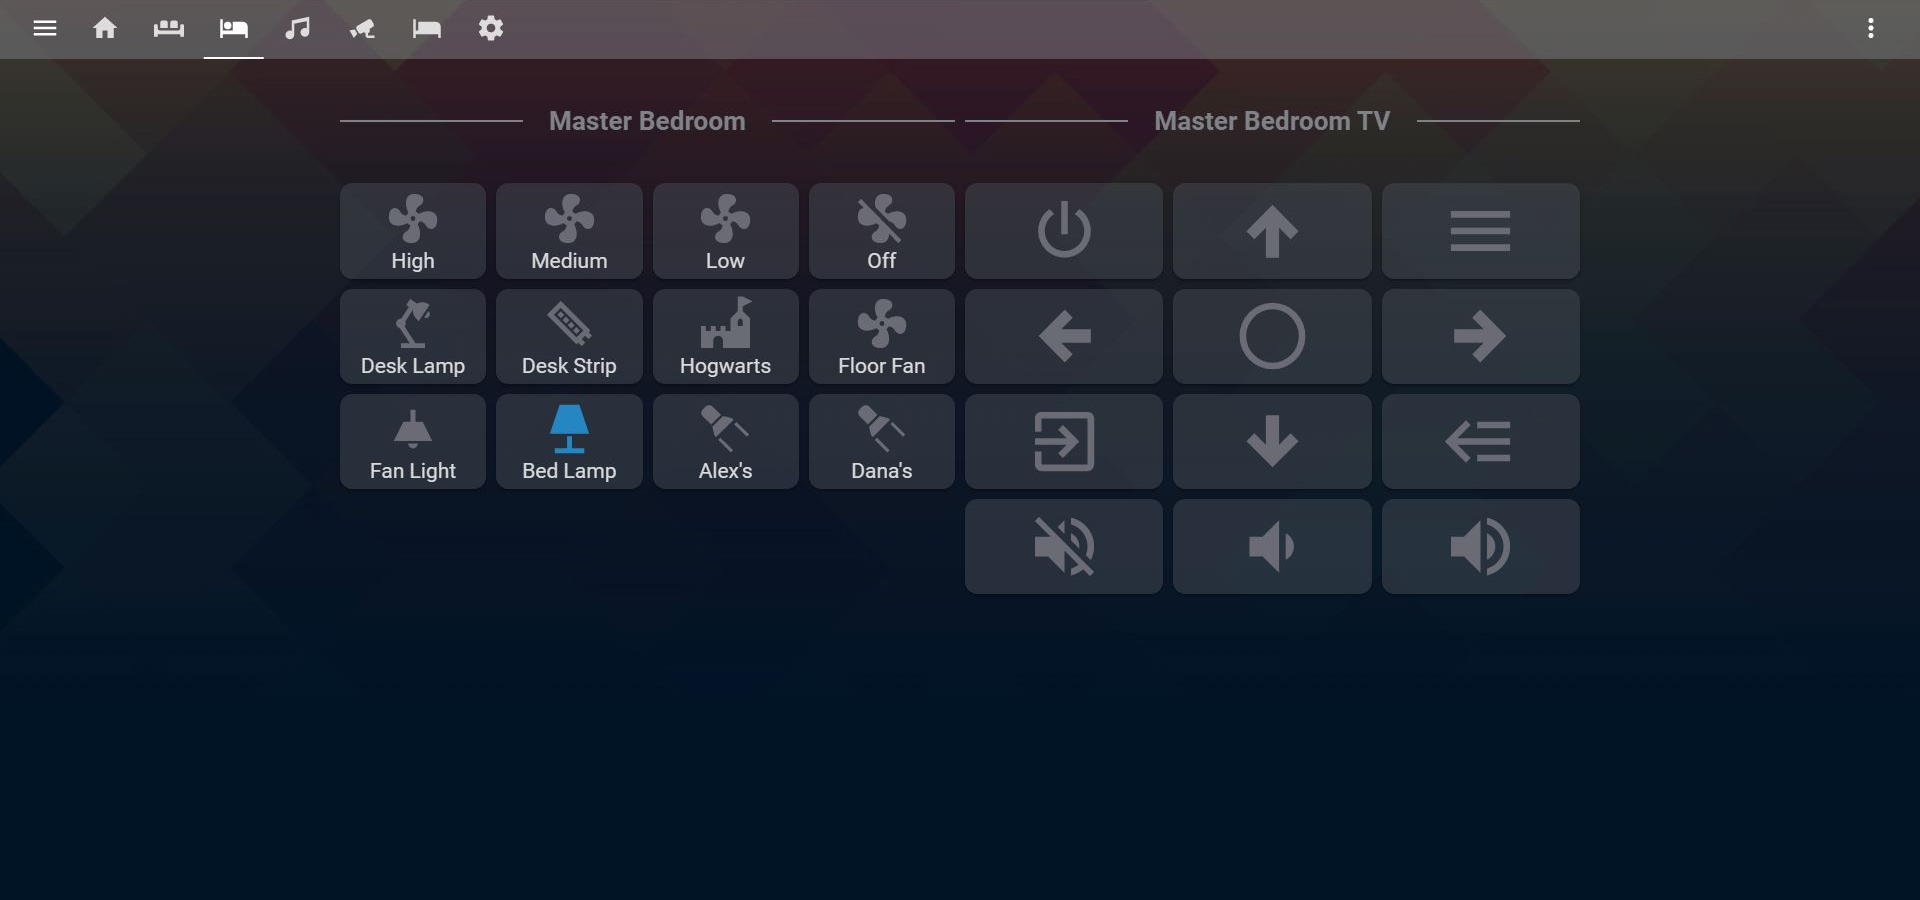 Master Bedroom
Master Bedroom TV
High
Medium
Low
Off
Desk Lamp
Desk Strip
Hogwarts
Floor Fan
Fan Light
Bed Lamp
Alex's
Dana's